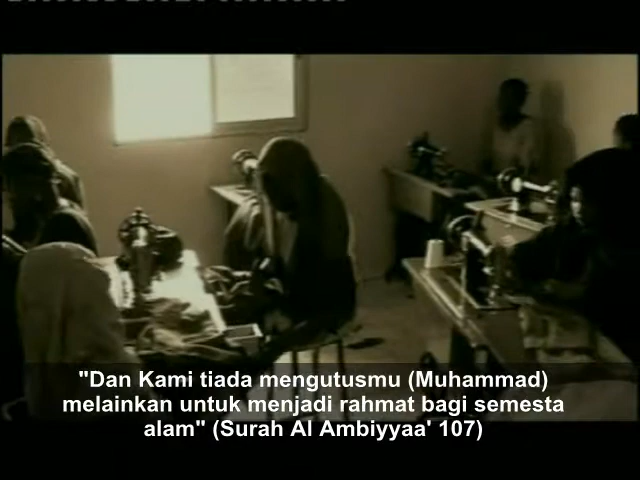 "Dan Kami tiada mengutusmu (Muhammad)
melainkan untuk menjadi rahmat bagi semesta
alam" (Surah Al Ambiyyaa' 107)